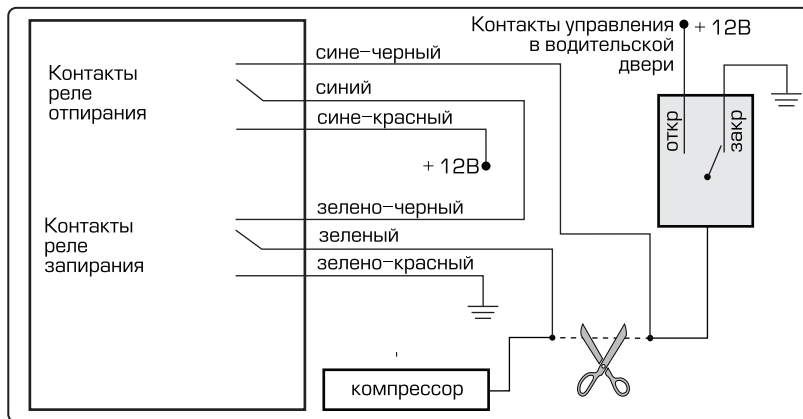 Контакты управления
в водительской
двери
+ 12В
сине–черный
Контакты
реле
отпирания
синий
сине–красный
+ 12В
откр
закр
зелено–черный
Контакты
реле
запирания
зеленый
зелено–красный
компрессор